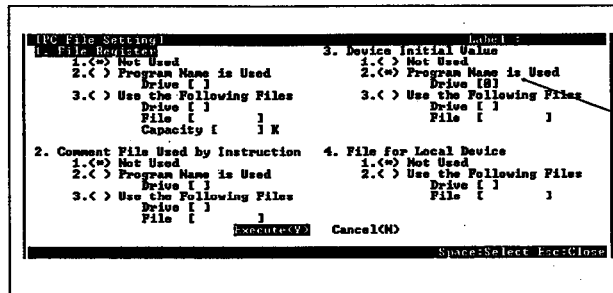 [PC File Setting] Label :
1. File Register
1.(*) Not Used
2.( ) Program Name is Used
Drive [ ]
3.( ) Use the Following Files
Drive [ ]
File [ ]
Capacity [ ] K
2. Comment File Used by Instruction
1.(*) Not Used
2.( ) Program Name is Used
Drive [ ]
3.( ) Use the Following Files
Drive [ ]
File [ ]
3. Device Initial Value
1.( ) Not Used
2.(*) Program Name is Used
Drive [0]
3.( ) Use the Following Files
Drive [ ]
File [ ]
4. File for Local Device
1.(*) Not Used
2.( ) Use the Following Files
Drive [ ]
File [ ]
Execute(Y) Cancel(N)
Space:Select Esc:Close